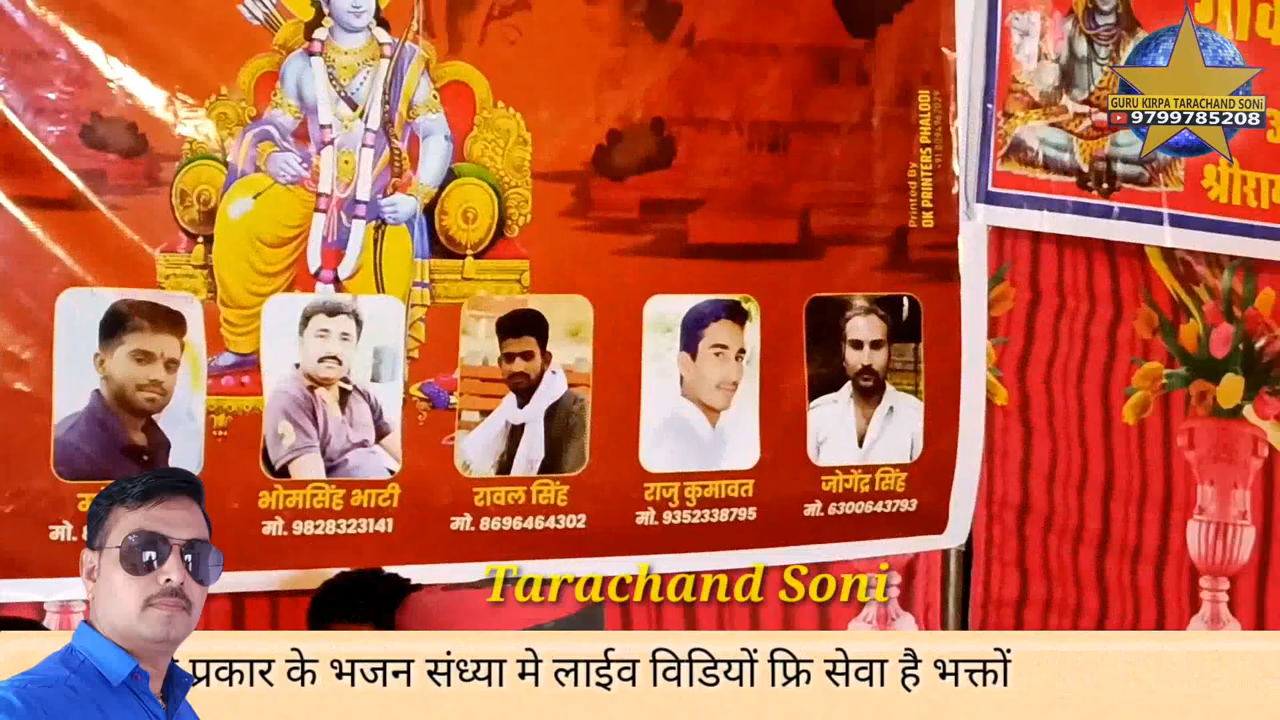 GURU KIRPA TARACHAND SONi
9799785208
श्रीराम
Printed By
OK PRINTERS PHALODI
भोमसिंह भाटी
मो. 9828323141
रावल सिंह
मो. 8696464302
राजु कुमावत
मो. 9352338795
जोगेंद्र सिंह
मो. 6300643793
मो.
Tarachand Soni
प्रकार के भजन संध्या मे लाईव विडियों फ्रि सेवा है भक्तों